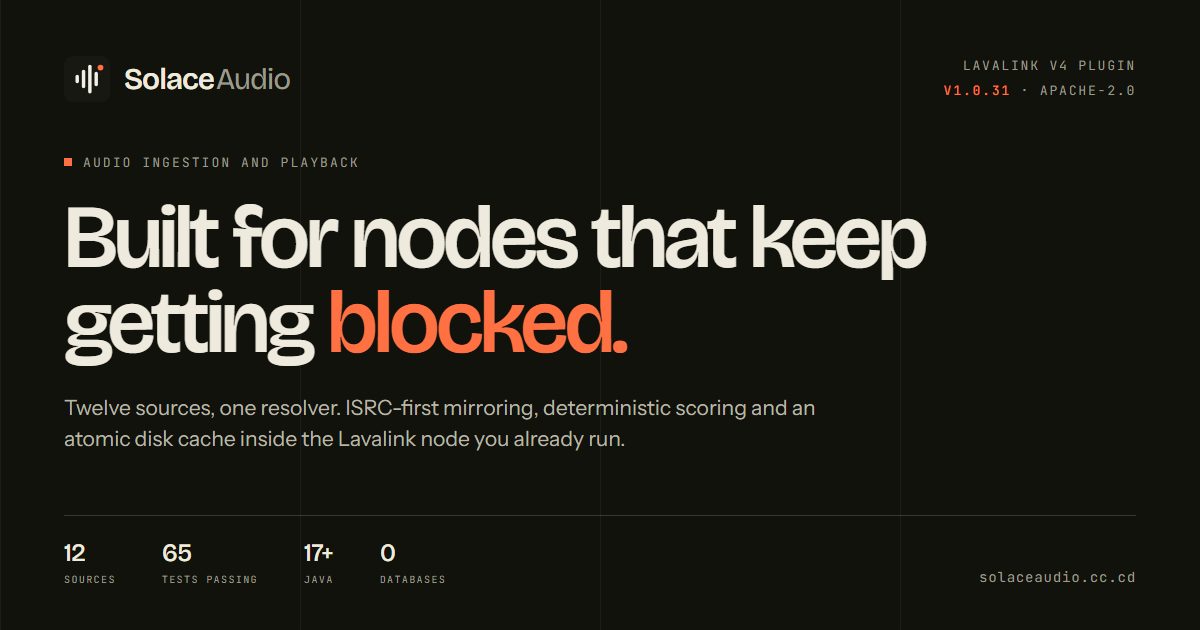 SolaceAudio
LAVALINK V4 PLUGIN
V1.0.31 · APACHE-2.0
AUDIO INGESTION AND PLAYBACK
Built for nodes that keep
getting blocked.
Twelve sources, one resolver. ISRC-first mirroring, deterministic scoring and an
atomic disk cache inside the Lavalink node you already run.
12
SOURCES
65
TESTS PASSING
17+
JAVA
0
DATABASES
solaceaudio.cc.cd